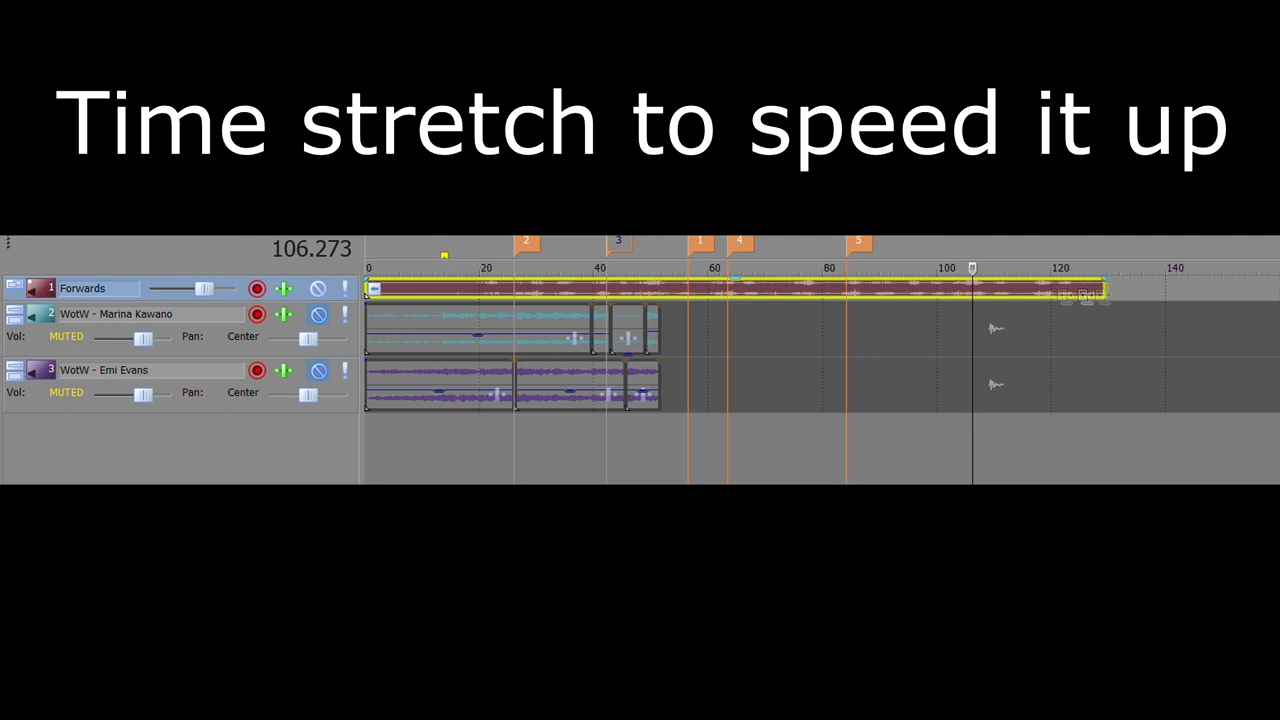 Time stretch to speed it up
106.273
2 3 1 4 5
0 20 40 60 80 100 120 140
1 Forwards
2 WotW - Marina Kawano
Vol: MUTED Pan: Center
3 WotW - Emi Evans
Vol: MUTED Pan: Center